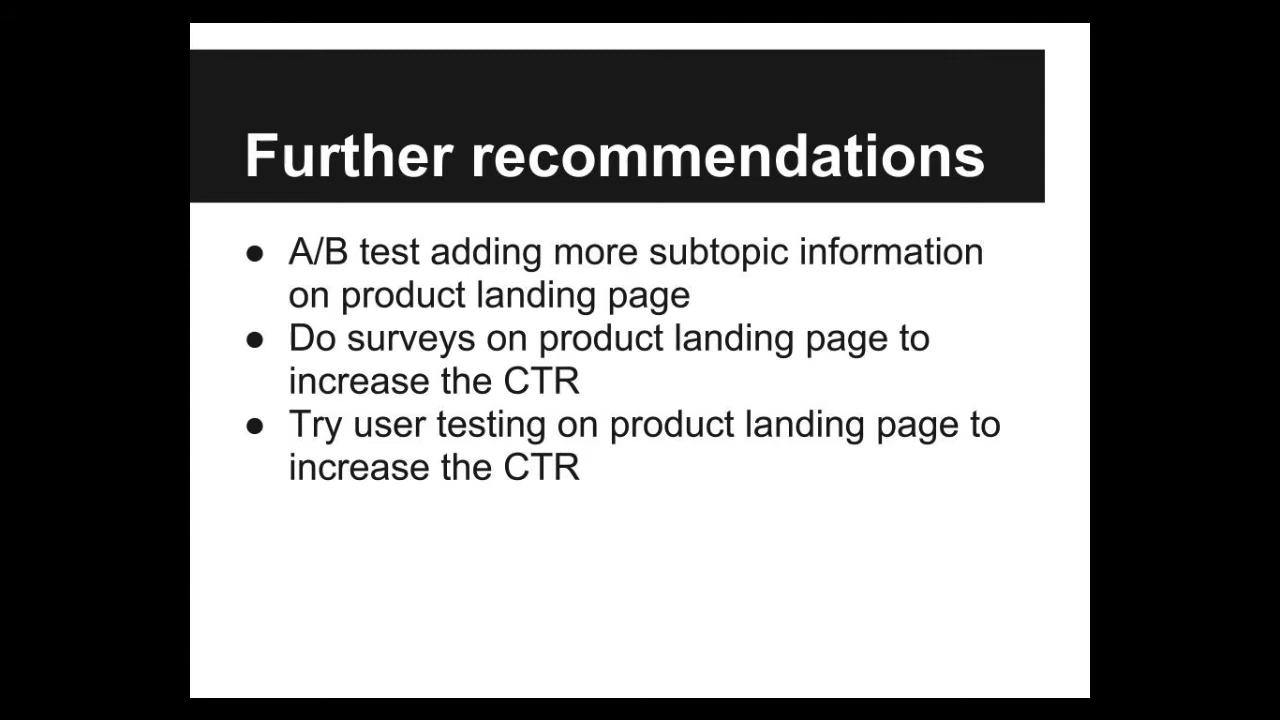 Further recommendations
● A/B test adding more subtopic information
on product landing page
● Do surveys on product landing page to
increase the CTR
● Try user testing on product landing page to
increase the CTR